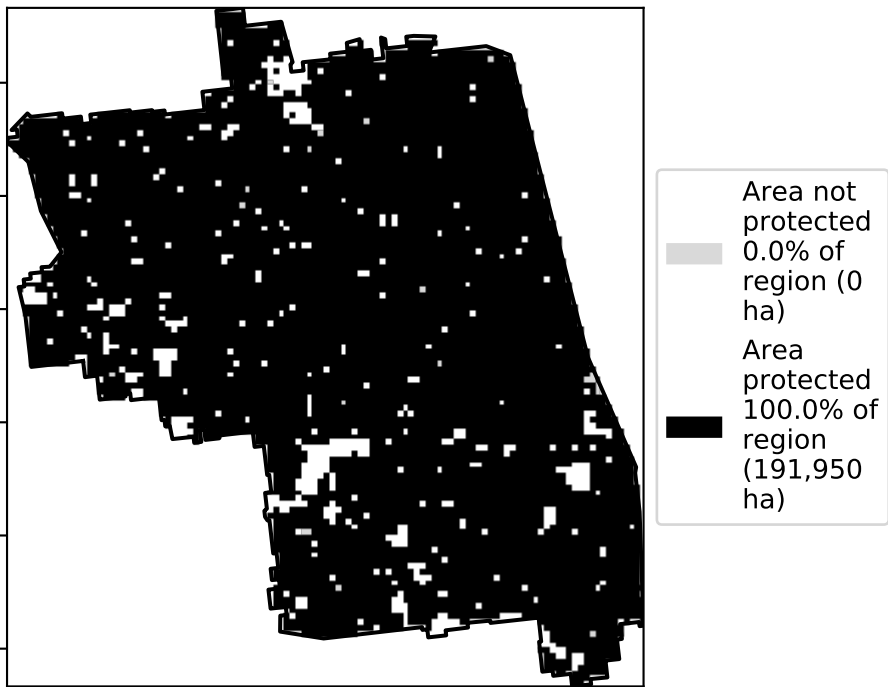 Area not
protected
0.0% of
region (0
ha)
Area
protected
100.0% of
region
(191,950
ha)